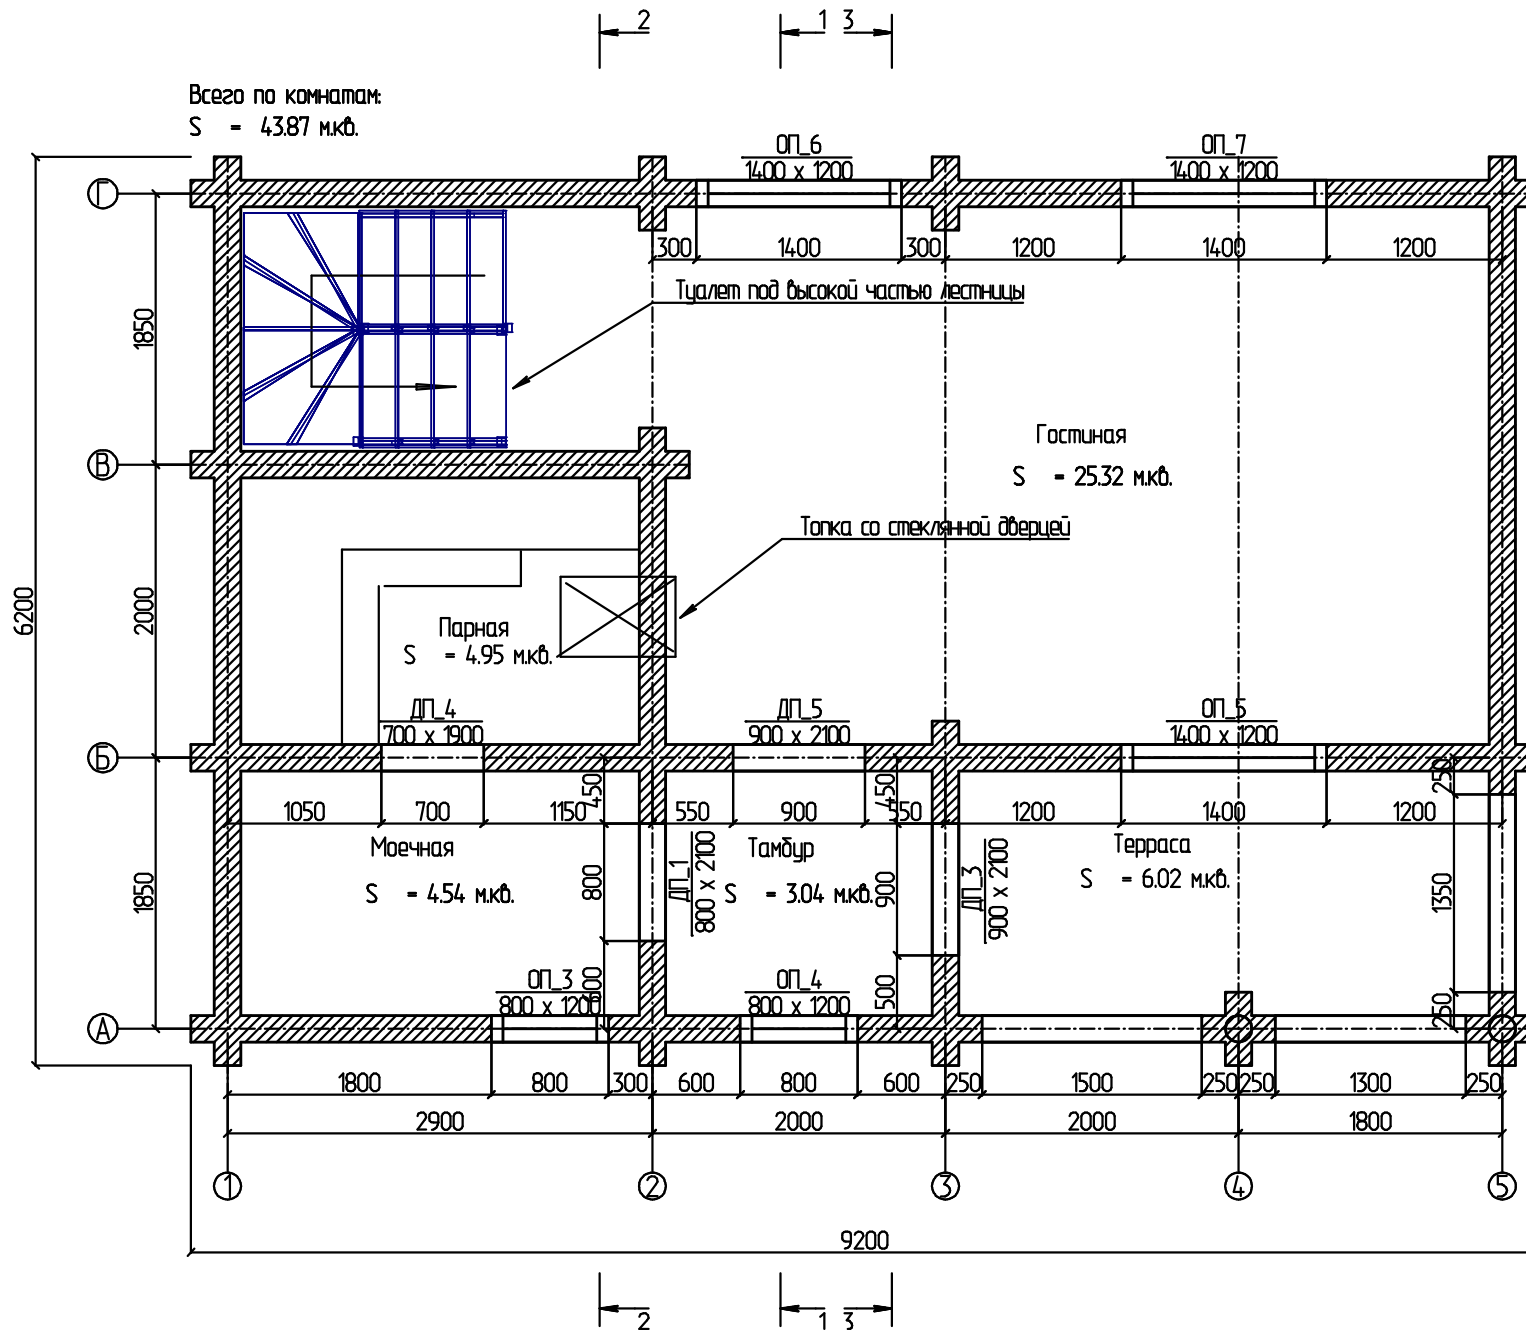 2
1 3
Всего по комнатам:
S = 43.87 м.кв.
ОП_6
1400 x 1200
ОП_7
1400 x 1200
Г
300
1400
300
1200
1400
1200
Туалет под высокой частью лестницы
1850
Гостиная
S = 25.32 м.кв.
В
Топка со стеклянной дверцей
6200
2000
Парная
S = 4.95 м.кв.
ДП_4
700 x 1900
ДП_5
900 x 2100
ОП_5
1400 x 1200
Б
450
450
250
1050
700
1150
550
900
550
1200
1400
1200
Моечная
S = 4.54 м.кв.
Тамбур
S = 3.04 м.кв.
Терраса
S = 6.02 м.кв.
1850
800
ДП_1
800 x 2100
900
ДП_3
900 x 2100
1350
ОП_3
800 x 1200
600
ОП_4
800 x 1200
500
250
А
1800
800
300
600
800
600
250
1500
250
250
1300
250
2900
2000
2000
1800
1
2
3
4
5
9200
2
1 3